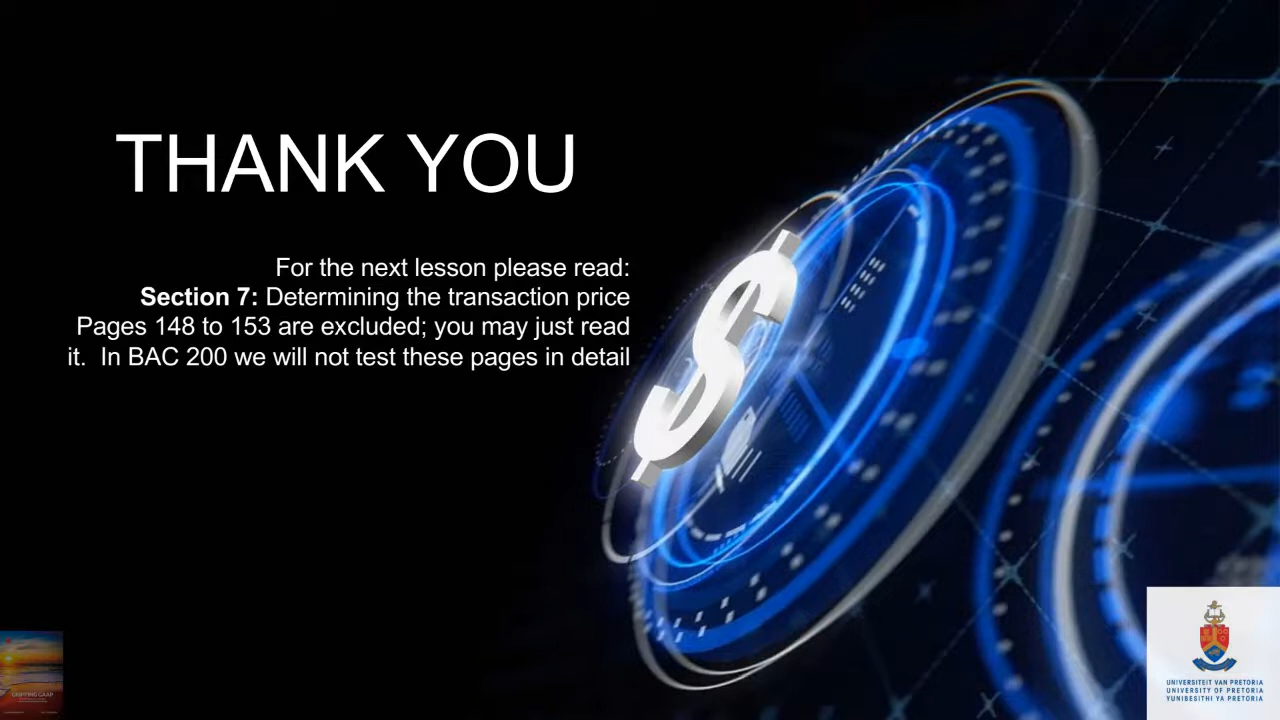 THANK YOU
For the next lesson please read:
Section 7: Determining the transaction price
Pages 148 to 153 are excluded; you may just read
it.  In BAC 200 we will not test these pages in detail
$
GRIPPING GAAP
UNIVERSITEIT VAN PRETORIA
UNIVERSITY OF PRETORIA
YUNIBESITHI YA PRETORIA